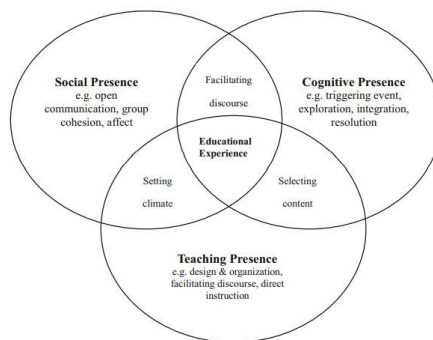 Social Presence
e.g. open
communication, group
cohesion, affect
Facilitating
discourse
Cognitive Presence
e.g. triggering event,
exploration, integration,
resolution
Educational
Experience
Setting
climate
Selecting
content
Teaching Presence
e.g. design & organization,
facilitating discourse, direct
instruction